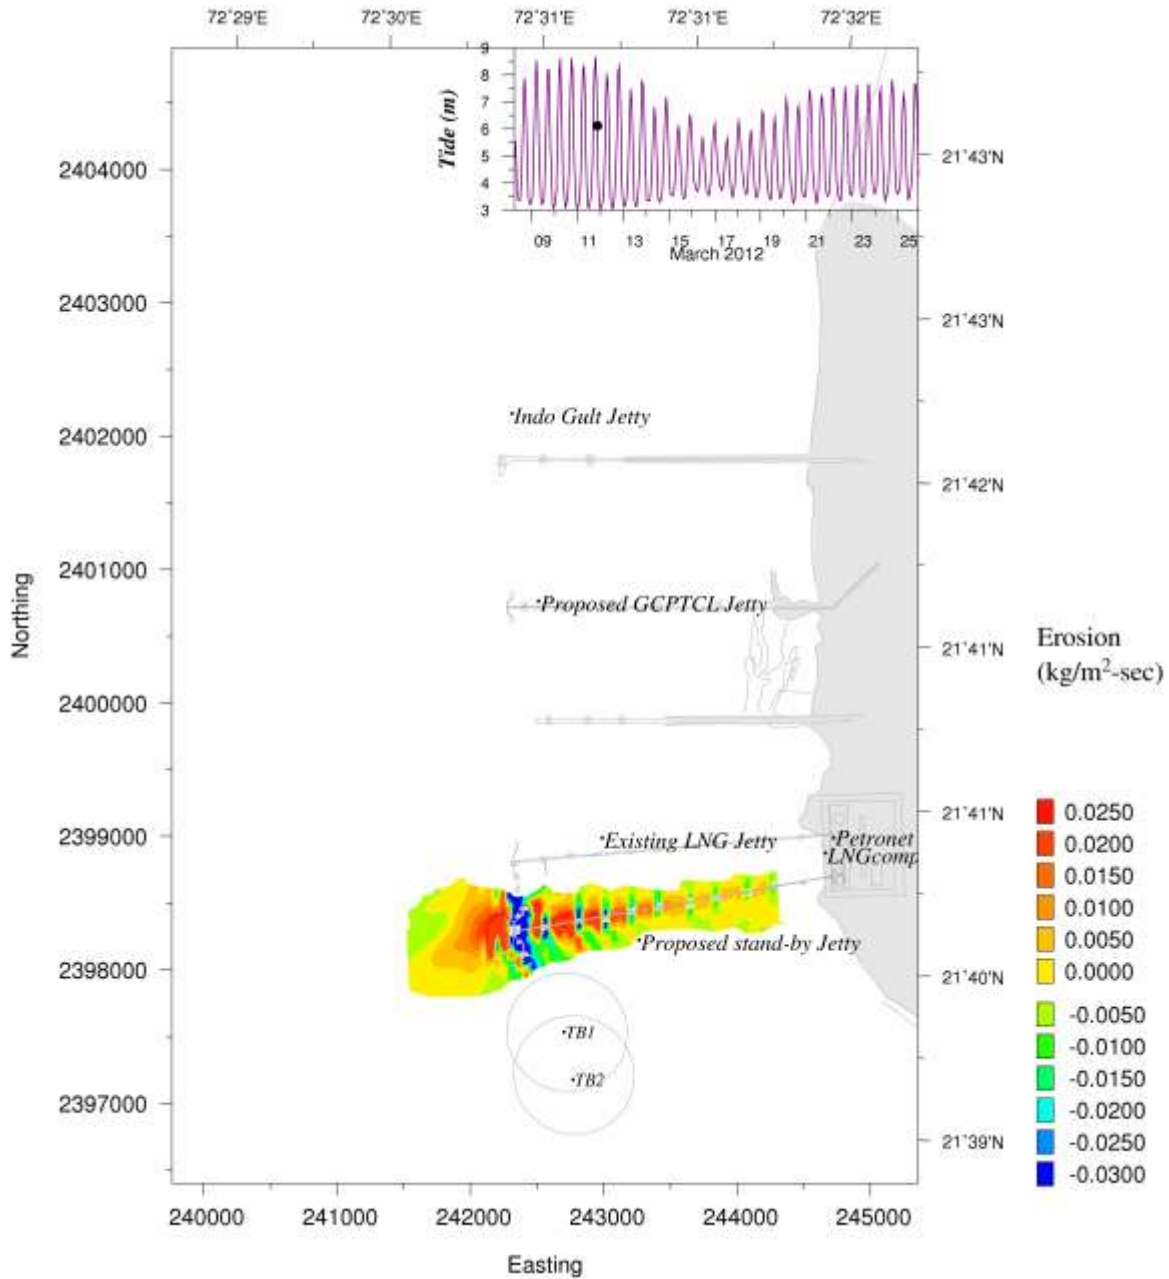 72°29'E 72°30'E 72°31'E 72°31'E 72°32'E
9
8
7
6
5
4
3
Tide (m)
09 11 13 15 17 19 21 23 25
March 2012
2404000
2403000
2402000
2401000
2400000
2399000
2398000
2397000
Northing
21°43'N
21°43'N
21°42'N
21°41'N
21°41'N
21°40'N
21°39'N
Indo Gult Jetty
Proposed GCPTCL Jetty
Existing LNG Jetty
Petronet
LNGcomp
Proposed stand-by Jetty
TB1
TB2
240000 241000 242000 243000 244000 245000
Easting
Erosion
(kg/m²-sec)
0.0250
0.0200
0.0150
0.0100
0.0050
0.0000
-0.0050
-0.0100
-0.0150
-0.0200
-0.0250
-0.0300